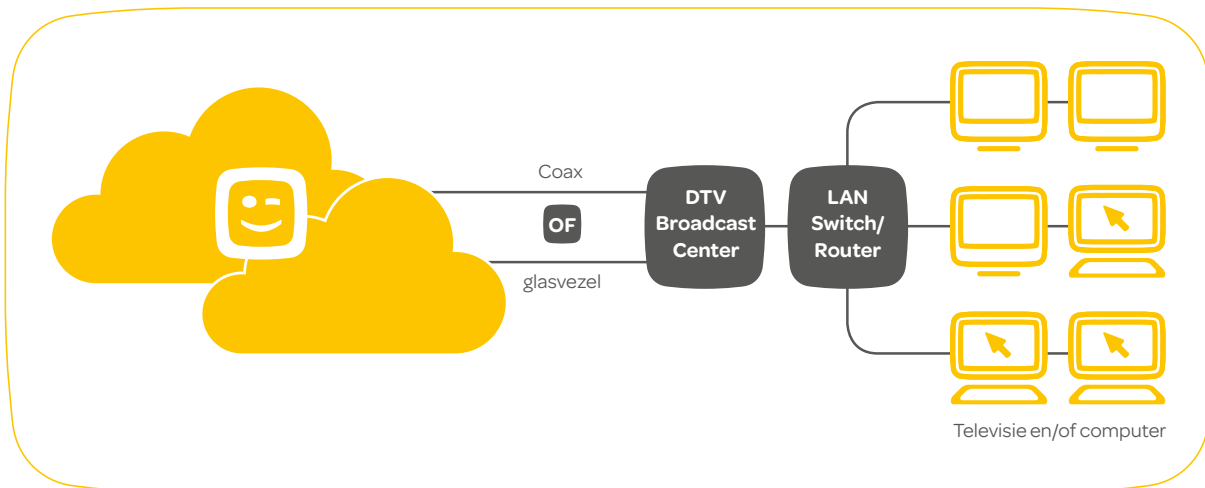 Coax
OF
glasvezel
DTV
Broadcast
Center
LAN
Switch/
Router
Televisie en/of computer